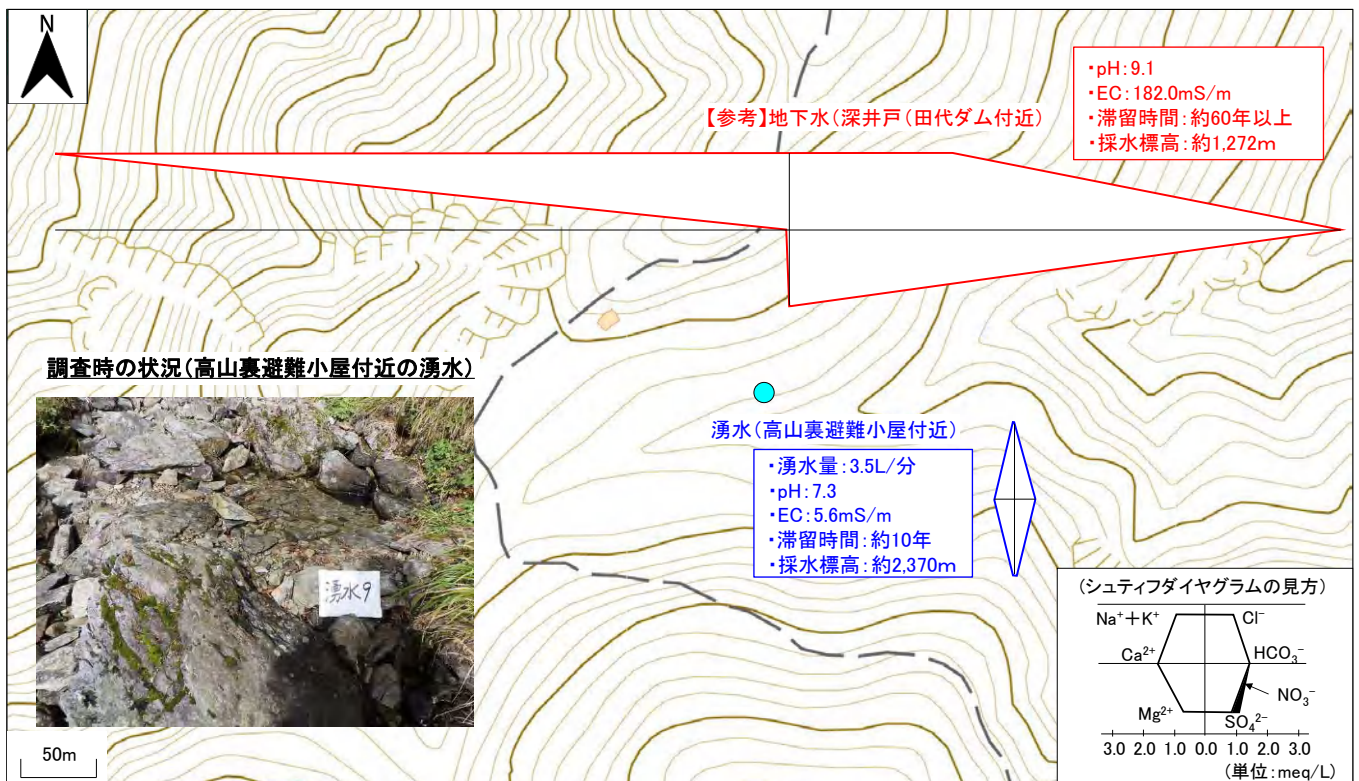 N
【参考】地下水(深井戸(田代ダム付近)
・pH:9.1
・EC:182.0mS/m
・滞留時間:約60年以上
・採水標高:約1,272m
調査時の状況(高山裏避難小屋付近の湧水)
湧水9
湧水(高山裏避難小屋付近)
・湧水量:3.5L/分
・pH:7.3
・EC:5.6mS/m
・滞留時間:約10年
・採水標高:約2,370m
(シュティフダイヤグラムの見方)
Na⁺+K⁺ Cl⁻
Ca²⁺ HCO₃⁻
NO₃⁻
Mg²⁺ SO₄²⁻
3.0 2.0 1.0 0.0 1.0 2.0 3.0
(単位:meq/L)
50m